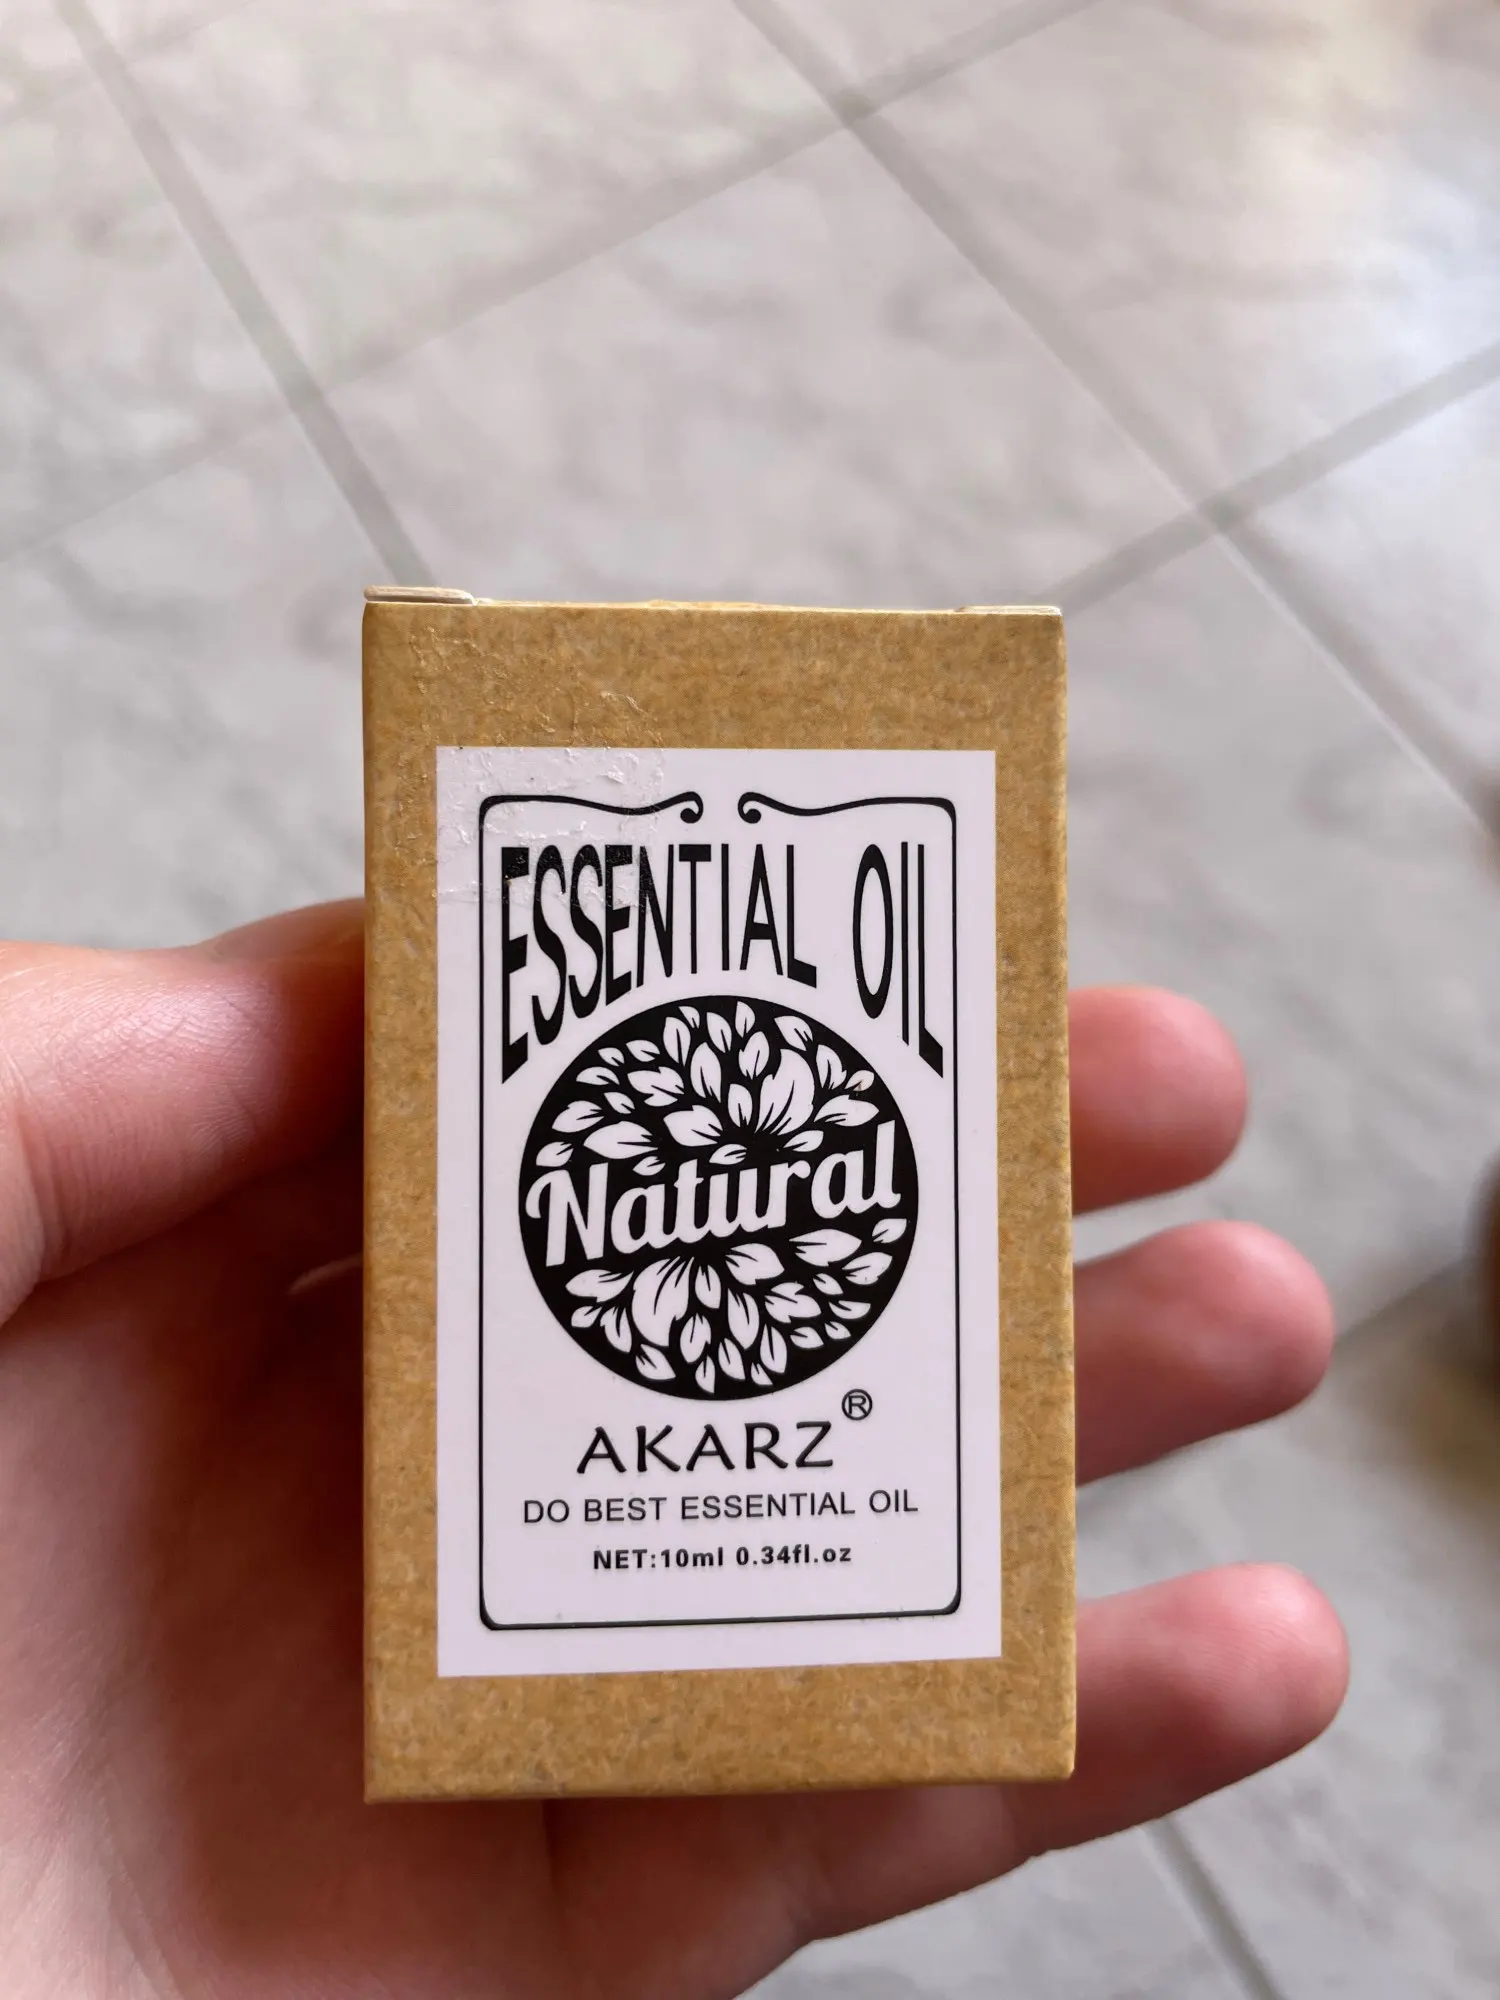 ESSENTIAL OIL
Natural
AKARZ®
DO BEST ESSENTIAL OIL
NET:10ml 0.34fl.oz